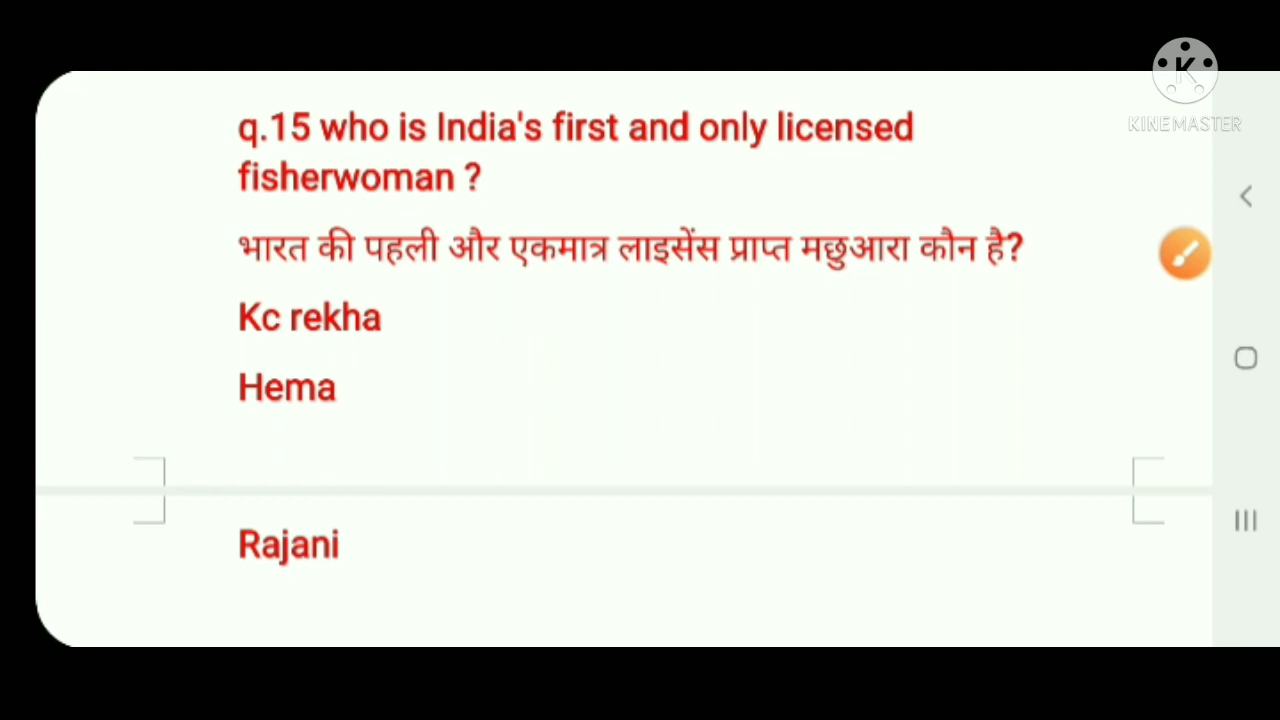 q.15 who is India's first and only licensed
fisherwoman ?
भारत की पहली और एकमात्र लाइसेंस प्राप्त मछुआरा कौन है?
Kc rekha
Hema
Rajani
K
KINEMASTER